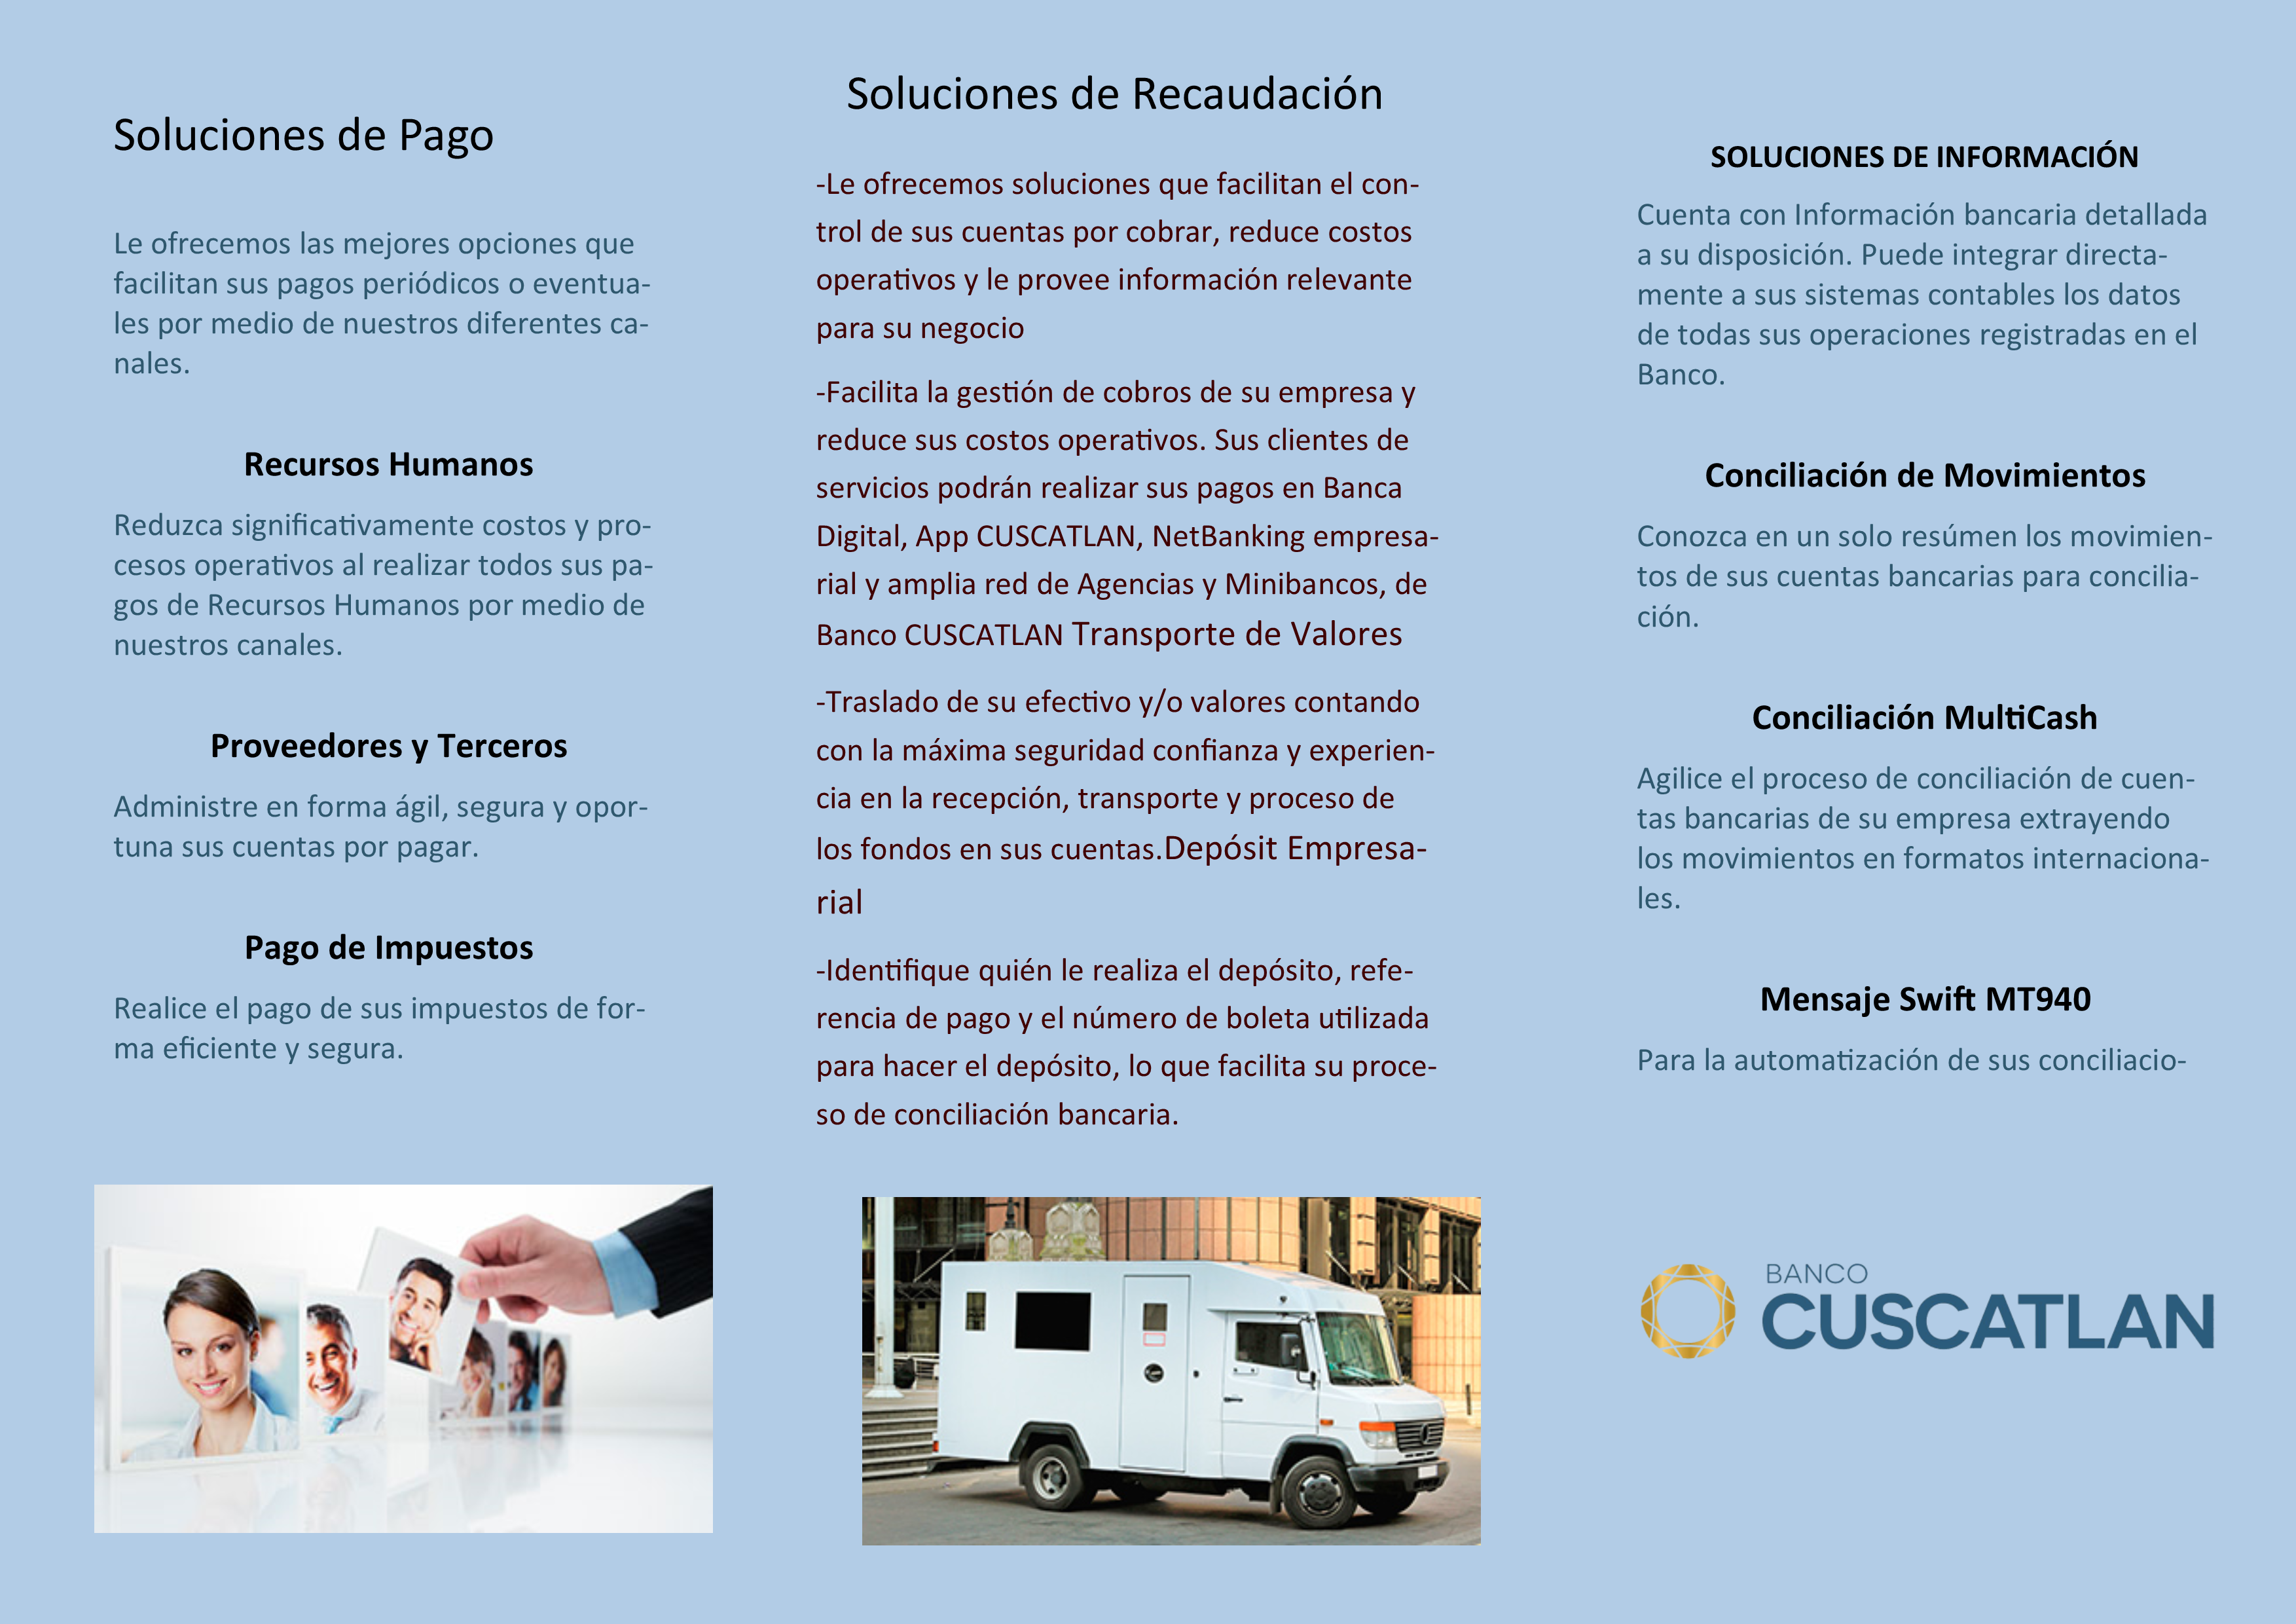 Soluciones de Pago
Le ofrecemos las mejores opciones que
facilitan sus pagos periódicos o eventua-
les por medio de nuestros diferentes ca-
nales.
Recursos Humanos
Reduzca significativamente costos y pro-
cesos operativos al realizar todos sus pa-
gos de Recursos Humanos por medio de
nuestros canales.
Proveedores y Terceros
Administre en forma ágil, segura y opor-
tuna sus cuentas por pagar.
Pago de Impuestos
Realice el pago de sus impuestos de for-
ma eficiente y segura.
Soluciones de Recaudación
-Le ofrecemos soluciones que facilitan el con-
trol de sus cuentas por cobrar, reduce costos
operativos y le provee información relevante
para su negocio
-Facilita la gestión de cobros de su empresa y
reduce sus costos operativos. Sus clientes de
servicios podrán realizar sus pagos en Banca
Digital, App CUSCATLAN, NetBanking empresa-
rial y amplia red de Agencias y Minibancos, de
Banco CUSCATLAN Transporte de Valores
-Traslado de su efectivo y/o valores contando
con la máxima seguridad confianza y experien-
cia en la recepción, transporte y proceso de
los fondos en sus cuentas.Depósit Empresa-
rial
-Identifique quién le realiza el depósito, refe-
rencia de pago y el número de boleta utilizada
para hacer el depósito, lo que facilita su proce-
so de conciliación bancaria.
SOLUCIONES DE INFORMACIÓN
Cuenta con Información bancaria detallada
a su disposición. Puede integrar directa-
mente a sus sistemas contables los datos
de todas sus operaciones registradas en el
Banco.
Conciliación de Movimientos
Conozca en un solo resúmen los movimien-
tos de sus cuentas bancarias para concilia-
ción.
Conciliación MultiCash
Agilice el proceso de conciliación de cuen-
tas bancarias de su empresa extrayendo
los movimientos en formatos internaciona-
les.
Mensaje Swift MT940
Para la automatización de sus conciliacio-
BANCO
CUSCATLAN